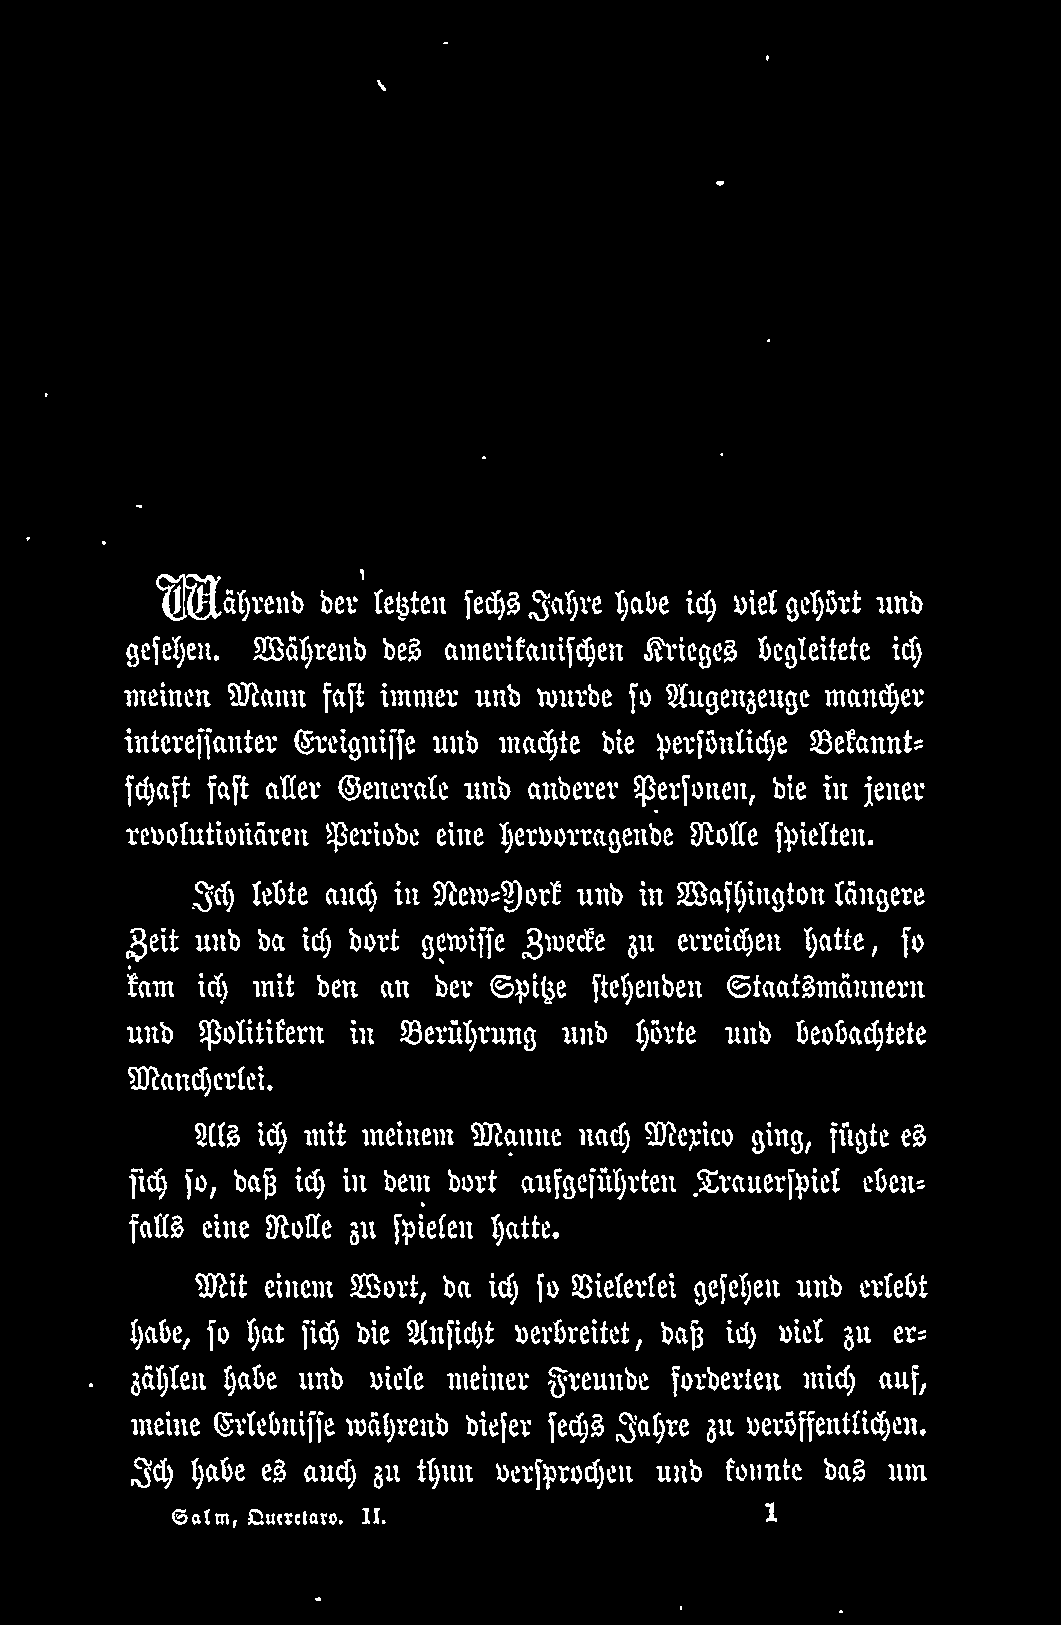 Während der letzten sechs Jahre habe ich viel gehört und
gesehen. Während des amerikanischen Krieges begleitete ich
meinen Mann fast immer und wurde so Augenzeuge mancher
interessanter Ereignisse und machte die persönliche Bekannt=
schaft fast aller Generale und anderer Personen, die in jener
revolutionären Periode eine hervorragende Rolle spielten.
Ich lebte auch in New=York und in Washington längere
Zeit und da ich dort gewisse Zwecke zu erreichen hatte, so
kam ich mit den an der Spitze stehenden Staatsmännern
und Politikern in Berührung und hörte und beobachtete
Mancherlei.
Als ich mit meinem Manne nach Mexico ging, fügte es
sich so, daß ich in dem dort aufgeführten Trauerspiel eben=
falls eine Rolle zu spielen hatte.
Mit einem Wort, da ich so Vielerlei gesehen und erlebt
habe, so hat sich die Ansicht verbreitet, daß ich viel zu er=
zählen habe und viele meiner Freunde forderten mich auf,
meine Erlebnisse während dieser sechs Jahre zu veröffentlichen.
Ich habe es auch zu thun versprochen und konnte das um
Salm, Queretaro. II. 1